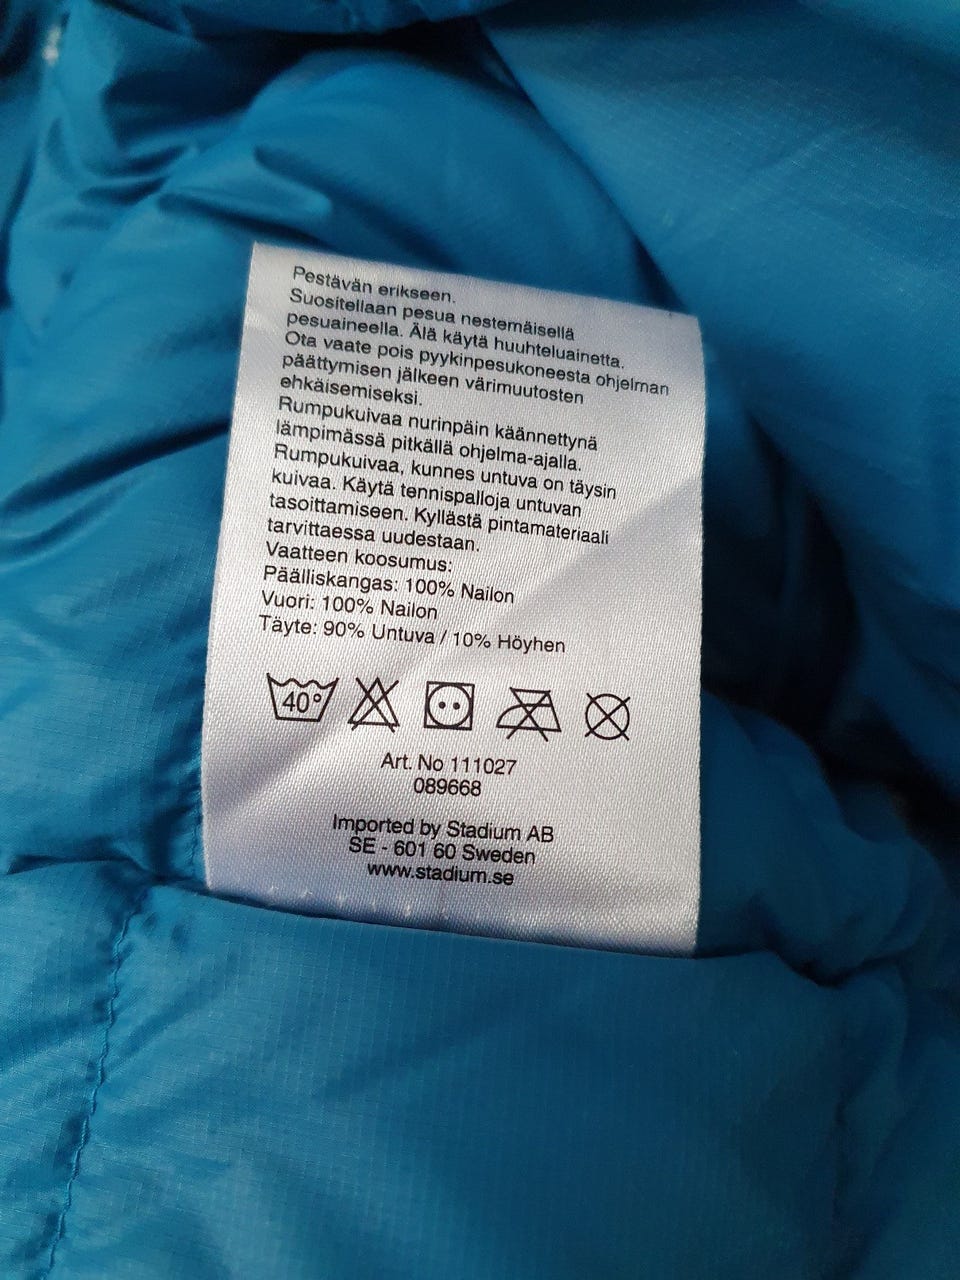 Pestävän erikseen.
Suositellaan pesua nestemäisellä
pesuaineella. Älä käytä huuhteluainetta.
Ota vaate pois pyykinpesukoneesta ohjelman
päättymisen jälkeen värimuutosten
ehkäisemiseksi.
Rumpukuivaa nurinpäin käännettynä
lämpimässä pitkällä ohjelma-ajalla.
Rumpukuivaa, kunnes untuva on täysin
kuivaa. Käytä tennispalloja untuvan
tasoittamiseen. Kyllästä pintamateriaali
tarvittaessa uudestaan.
Vaatteen koosumus:
Päälliskangas: 100% Nailon
Vuori: 100% Nailon
Täyte: 90% Untuva / 10% Höyhen
40°
Art. No 111027
089668
Imported by Stadium AB
SE - 601 60 Sweden
www.stadium.se